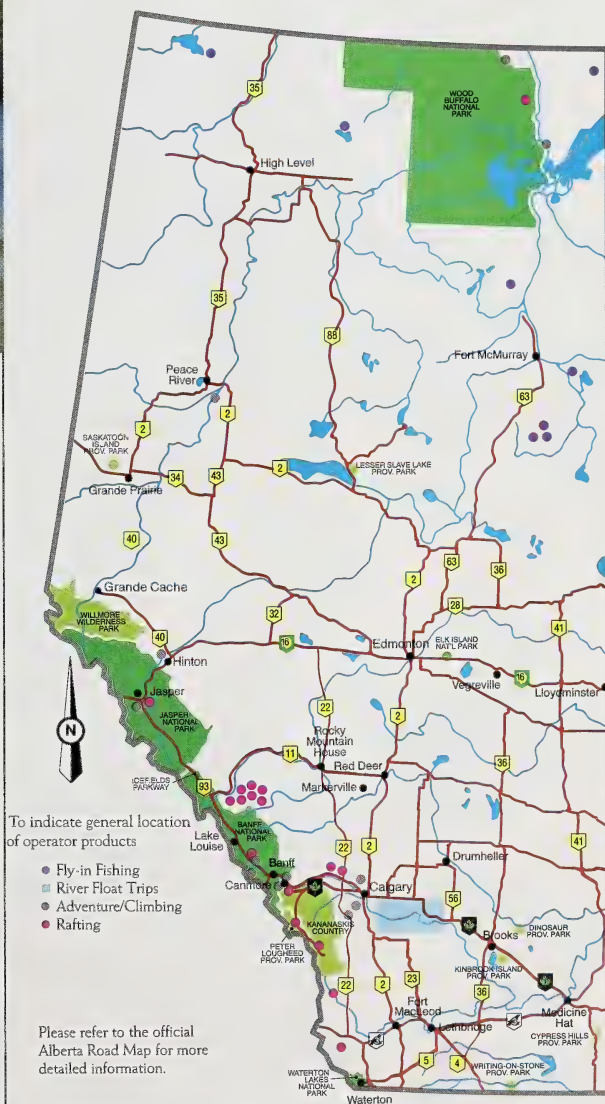 35
WOOD
BUFFALO
NATIONAL
PARK
High Level
35
88
Fort McMurray
Peace
River
63
2
2
SASKATOON
ISLAND
PROV. PARK
2
LESSER SLAVE LAKE
PROV. PARK
34
43
Grande Prairie
40
43
63
36
2
Grande Cache
28
WILLMORE
WILDERNESS
PARK
32
41
40
16
Edmonton
ELK ISLAND
NAT'L PARK
Hinton
Vegreville
16
Lloydminster
Jasper
22
2
JASPER
NATIONAL
PARK
N
Rocky
Mountain
House
36
11
Red Deer
ICEFIELDS
PARKWAY
93
Markerville
To indicate general location
of operator products
BANFF
NATIONAL
PARK
41
Lake
Louise
22
2
Drumheller
Fly-in Fishing
River Float Trips
Adventure/Climbing
Rafting
Banff
Canmore
Calgary
56
KANANASKIS
COUNTRY
Brooks
DINOSAUR
PROV. PARK
PETER
LOUGHEED
PROV. PARK
KINBROOK ISLAND
PROV. PARK
22
2
23
36
Fort
MacLeod
Medicine
Hat
Lethbridge
CYPRESS HILLS
PROV. PARK
Please refer to the official
Alberta Road Map for more
detailed information.
5
4
WRITING-ON-STONE
PROV. PARK
WATERTON
LAKES
NATIONAL
PARK
Waterton